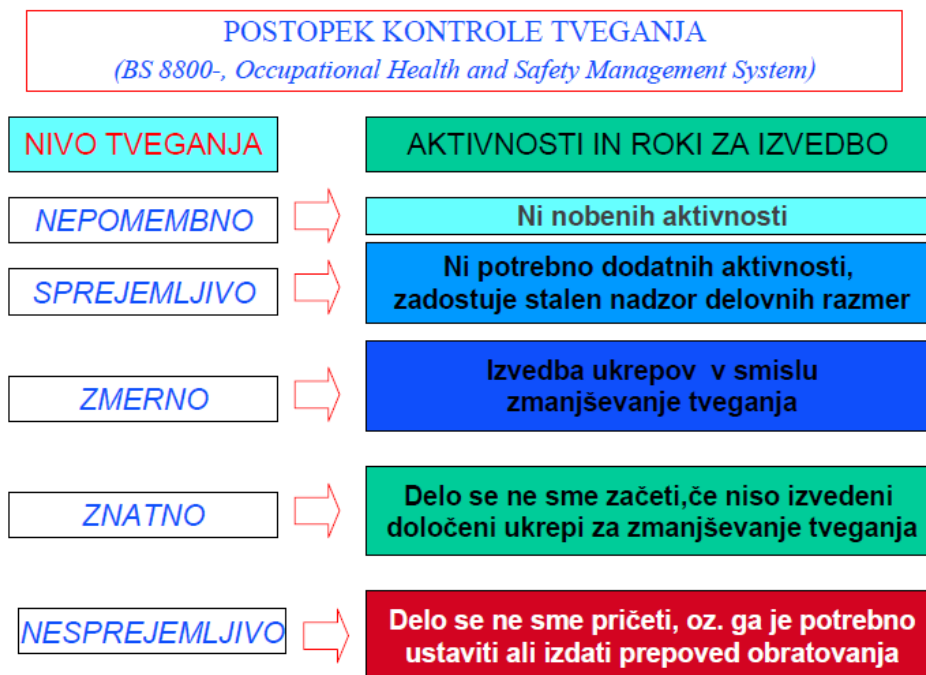 POSTOPEK KONTROLE TVEGANJA
(BS 8800-, Occupational Health and Safety Management System)
NIVO TVEGANJA
AKTIVNOSTI IN ROKI ZA IZVEDBO
NEPOMEMBNO
Ni nobenih aktivnosti
SPREJEMLJIVO
Ni potrebno dodatnih aktivnosti,
zadostuje stalen nadzor delovnih razmer
ZMERNO
Izvedba ukrepov v smislu
zmanjševanje tveganja
ZNATNO
Delo se ne sme začeti,če niso izvedeni
določeni ukrepi za zmanjševanje tveganja
NESPREJEMLJIVO
Delo se ne sme pričeti, oz. ga je potrebno
ustaviti ali izdati prepoved obratovanja